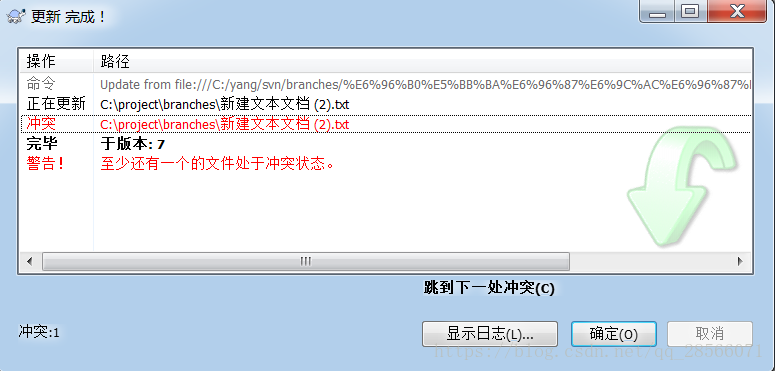 更新 完成！
操作 路径
命令 Update from file:///C:/yang/svn/branches/%E6%96%B0%E5%BB%BA%E6%96%87%E6%9C%AC%E6%96%87%
正在更新 C:\project\branches\新建文本文档 (2).txt
冲突 C:\project\branches\新建文本文档 (2).txt
完毕 于版本: 7
警告！ 至少还有一个的文件处于冲突状态。
跳到下一处冲突(C)
冲突:1
显示日志(L)...
确定(O)
取消
https://blog.csdn.net/qq_28566071